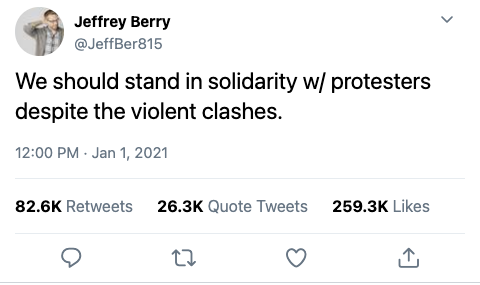 Jeffrey Berry
@JeffBer815
We should stand in solidarity w/ protesters
despite the violent clashes.
12:00 PM · Jan 1, 2021
82.6K Retweets 26.3K Quote Tweets 259.3K Likes